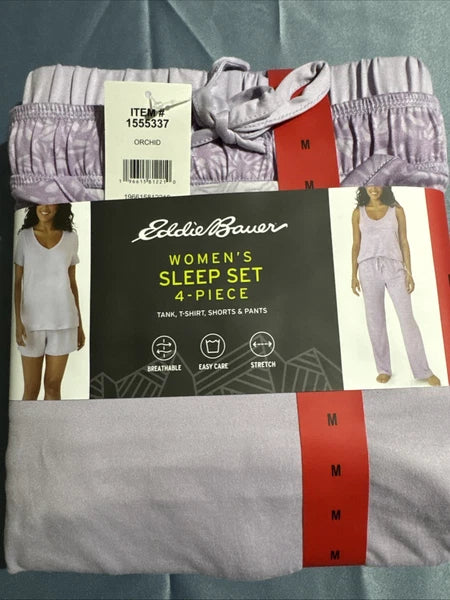 ITEM #
1555337
ORCHID
M
M
Eddie Bauer
WOMEN'S
SLEEP SET
4-PIECE
TANK, T-SHIRT, SHORTS & PANTS
BREATHABLE
EASY CARE
STRETCH
M
M
M
M